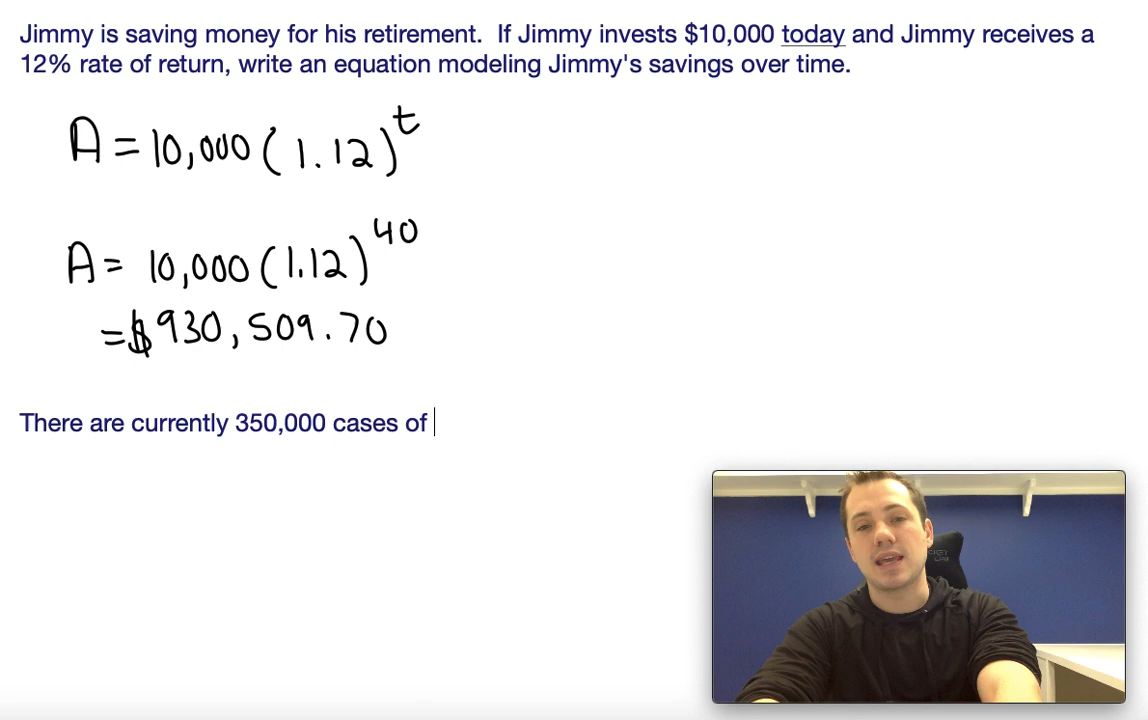 Jimmy is saving money for his retirement. If Jimmy invests $10,000 today and Jimmy receives a
12% rate of return, write an equation modeling Jimmy's savings over time.
A = 10,000 (1.12)^t
A = 10,000 (1.12)^40
= $930,509.70
There are currently 350,000 cases of